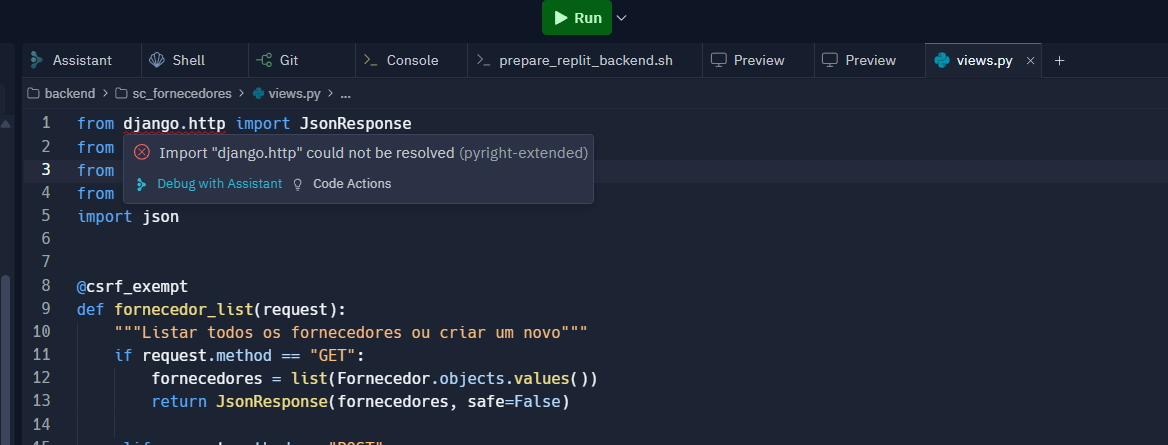 Run
Assistant Shell Git Console prepare_replit_backend.sh Preview Preview views.py × +
backend > sc_fornecedores > views.py > ...
1 from django.http import JsonResponse
2 from
Import "django.http" could not be resolved (pyright-extended)
3 from
Debug with Assistant Code Actions
4 from
5 import json
6
7
8 @csrf_exempt
9 def fornecedor_list(request):
10 """Listar todos os fornecedores ou criar um novo"""
11 if request.method == "GET":
12 fornecedores = list(Fornecedor.objects.values())
13 return JsonResponse(fornecedores, safe=False)
14